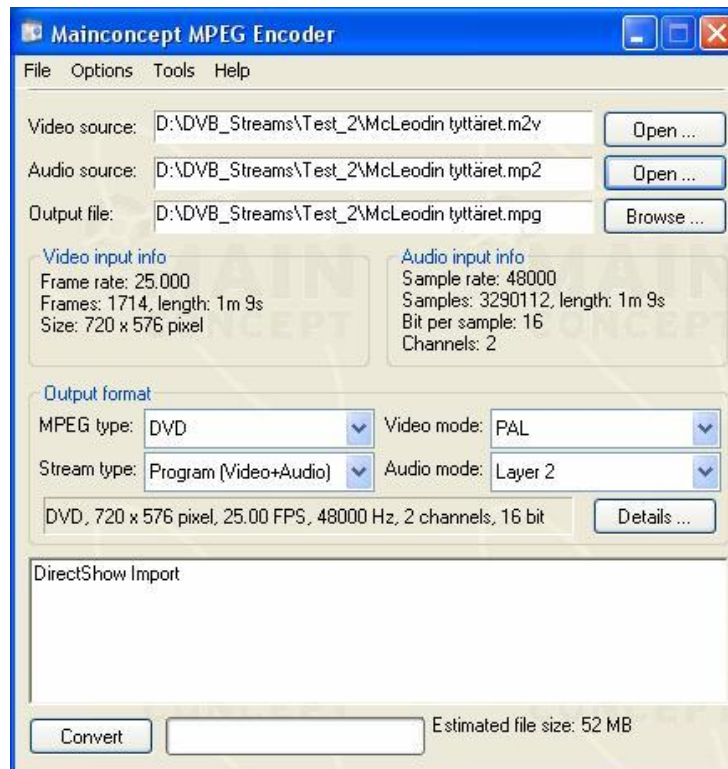 Mainconcept MPEG Encoder
File Options Tools Help
Video source: D:\DVB_Streams\Test_2\McLeodin tyttäret.m2v Open ...
Audio source: D:\DVB_Streams\Test_2\McLeodin tyttäret.mp2 Open ...
Output file: D:\DVB_Streams\Test_2\McLeodin tyttäret.mpg Browse ...
Video input info
Frame rate: 25.000
Frames: 1714, length: 1m 9s
Size: 720 x 576 pixel
Audio input info
Sample rate: 48000
Samples: 3290112, length: 1m 9s
Bit per sample: 16
Channels: 2
Output format
MPEG type: DVD Video mode: PAL
Stream type: Program (Video+Audio) Audio mode: Layer 2
DVD, 720 x 576 pixel, 25.00 FPS, 48000 Hz, 2 channels, 16 bit Details ...
DirectShow Import
Convert Estimated file size: 52 MB